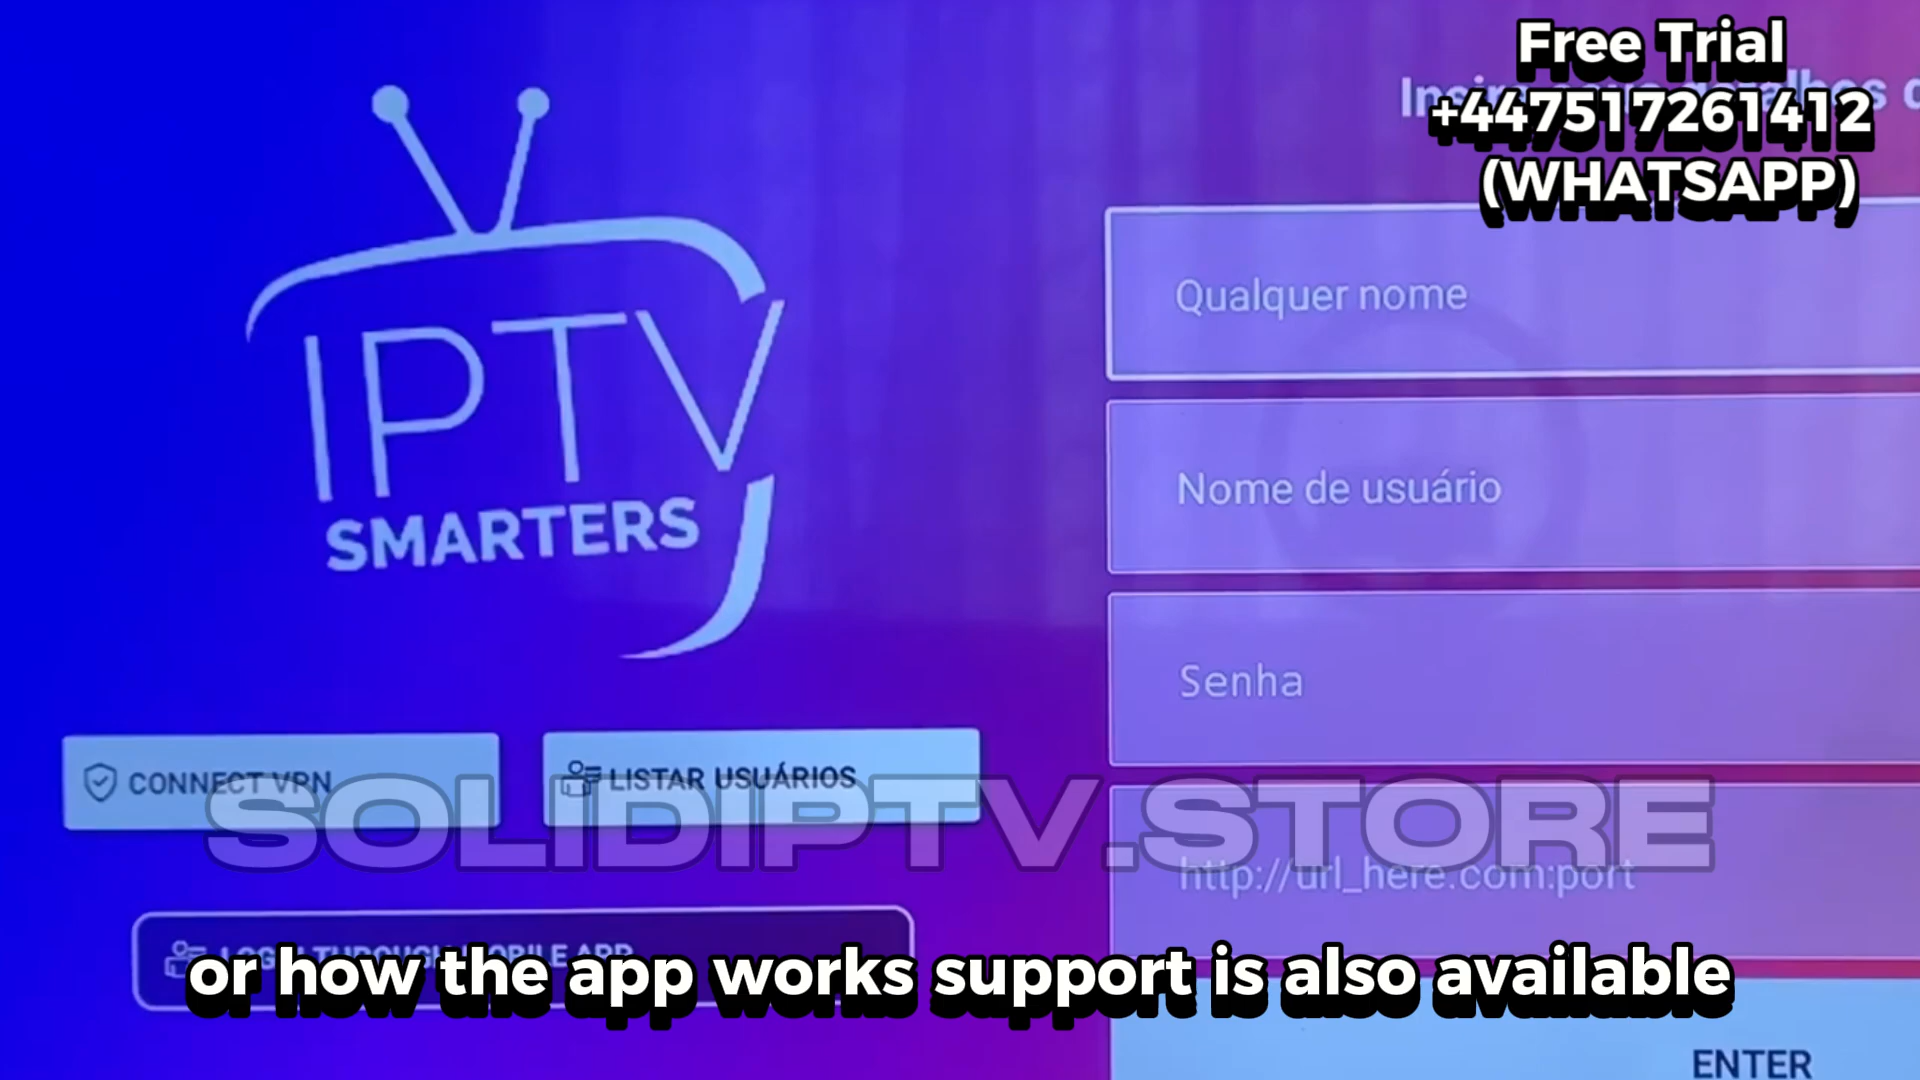 Free Trial
+447517261412
(WHATSAPP)
IPTV
SMARTERS
Qualquer nome
Nome de usuário
Senha
http://url_here.com:port
CONNECT VPN
LISTAR USUÁRIOS
SOLIDIPTV.STORE
or how the app works support is also available
ENTER